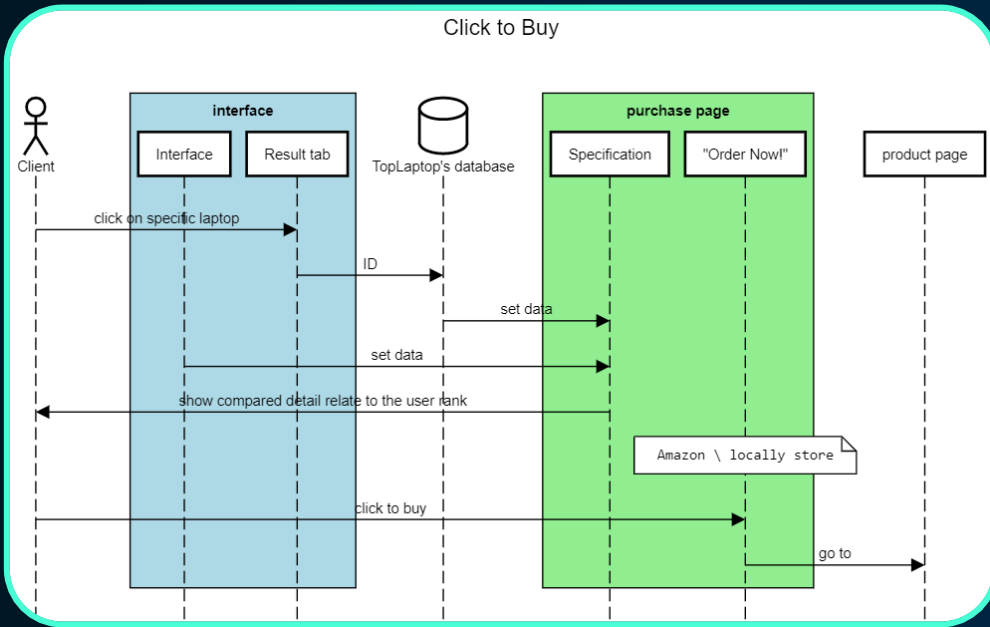 Click to Buy
interface
purchase page
Interface
Result tab
Specification
"Order Now!"
product page
Client
TopLaptop's database
click on specific laptop
ID
set data
set data
show compared detail relate to the user rank
Amazon \ locally store
click to buy
go to